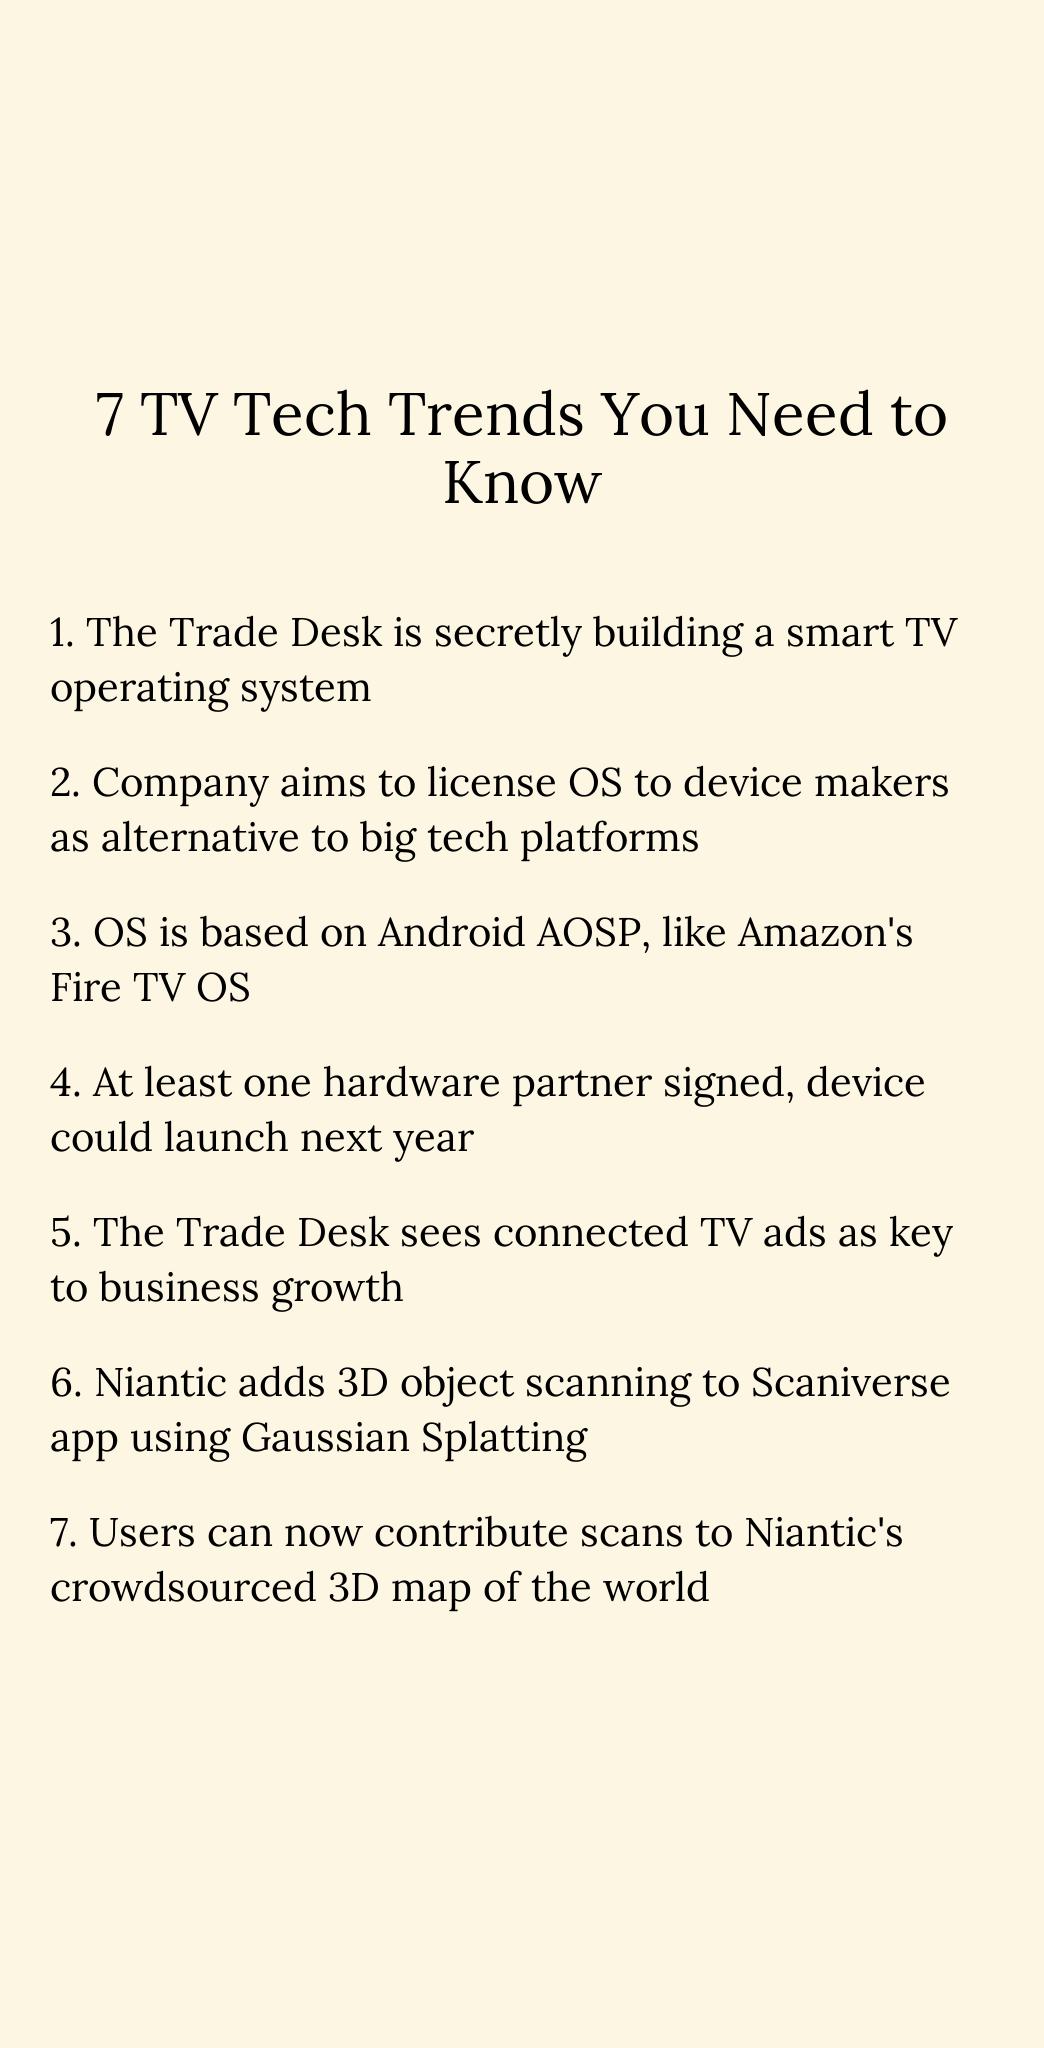 7 TV Tech Trends You Need to
Know
1. The Trade Desk is secretly building a smart TV
operating system
2. Company aims to license OS to device makers
as alternative to big tech platforms
3. OS is based on Android AOSP, like Amazon's
Fire TV OS
4. At least one hardware partner signed, device
could launch next year
5. The Trade Desk sees connected TV ads as key
to business growth
6. Niantic adds 3D object scanning to Scaniverse
app using Gaussian Splatting
7. Users can now contribute scans to Niantic's
crowdsourced 3D map of the world